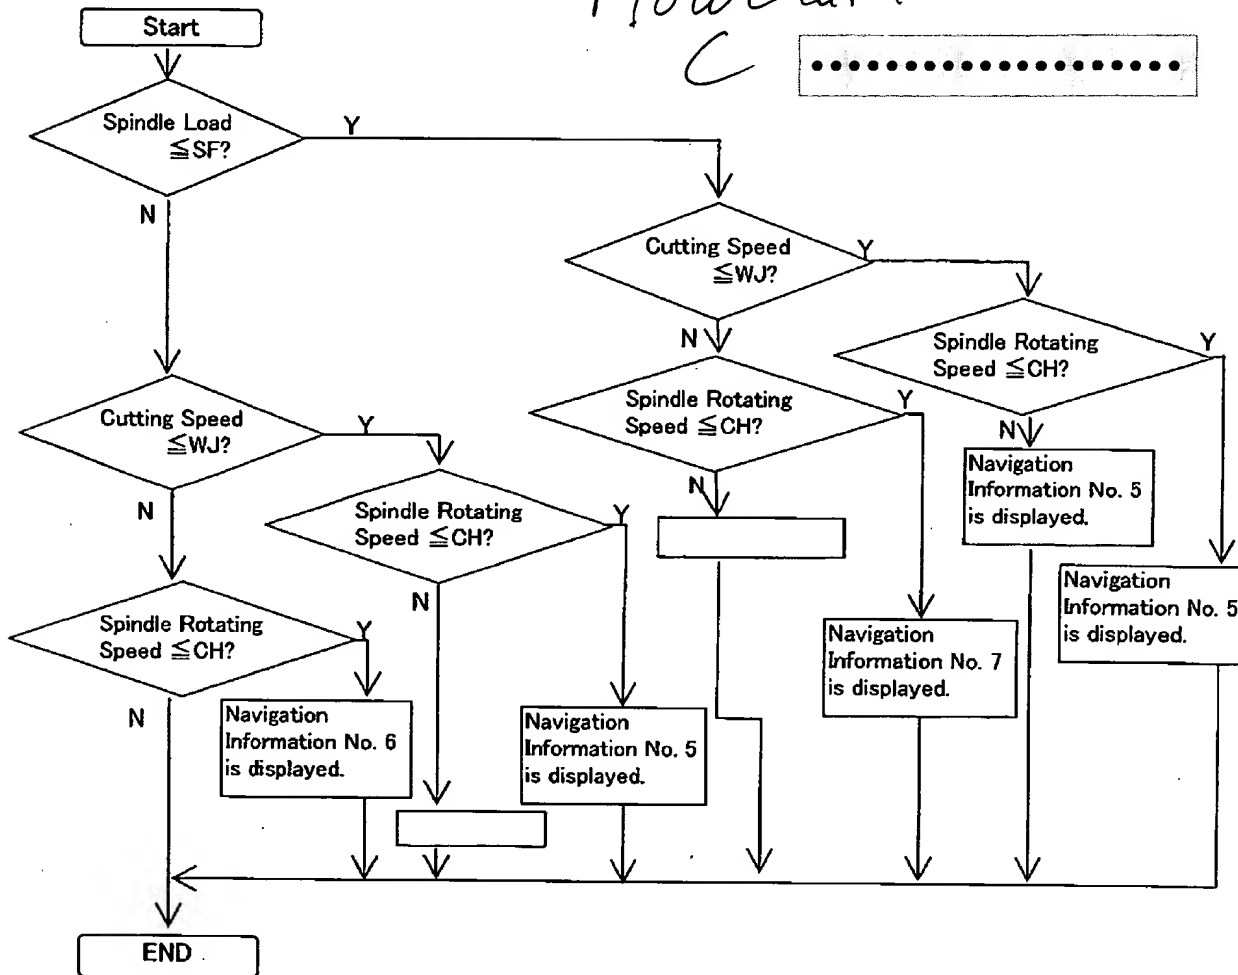 Flowchart
C
Start
Spindle Load
≦SF?
Y
N
Cutting Speed
≦WJ?
Y
N
Spindle Rotating
Speed ≦CH?
Y
N
Navigation
Information No. 5
is displayed.
Navigation
Information No. 5
is displayed.
Spindle Rotating
Speed ≦CH?
Y
N
Navigation
Information No. 7
is displayed.
Cutting Speed
≦WJ?
Y
N
Spindle Rotating
Speed ≦CH?
Y
N
Navigation
Information No. 5
is displayed.
Spindle Rotating
Speed ≦CH?
Y
N
Navigation
Information No. 6
is displayed.
END